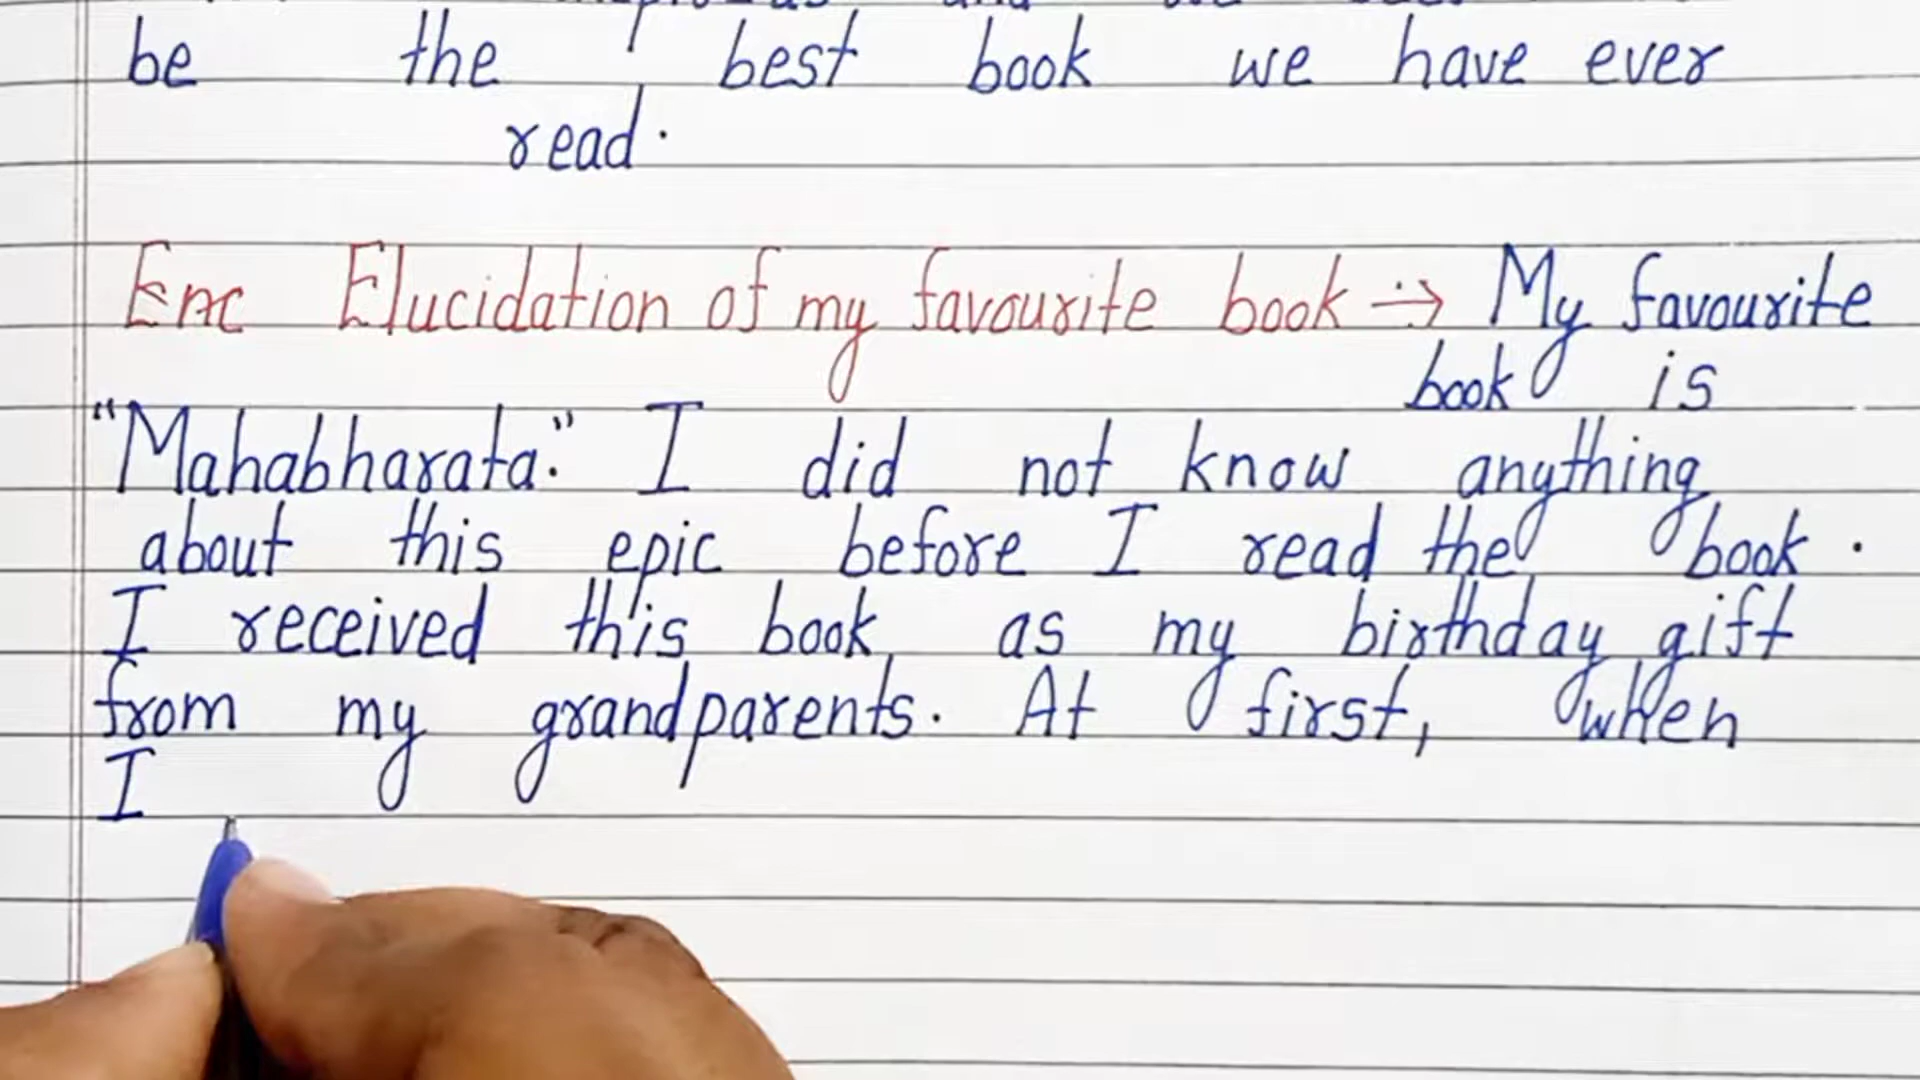 and
be the best book we have ever
read.
Enc Elucidation of my favourite book :→ My favourite
book is
"Mahabharata." I did not know anything
about this epic before I read the book.
I received this book, as my birthday gift
from my grandparents. At first, when
I